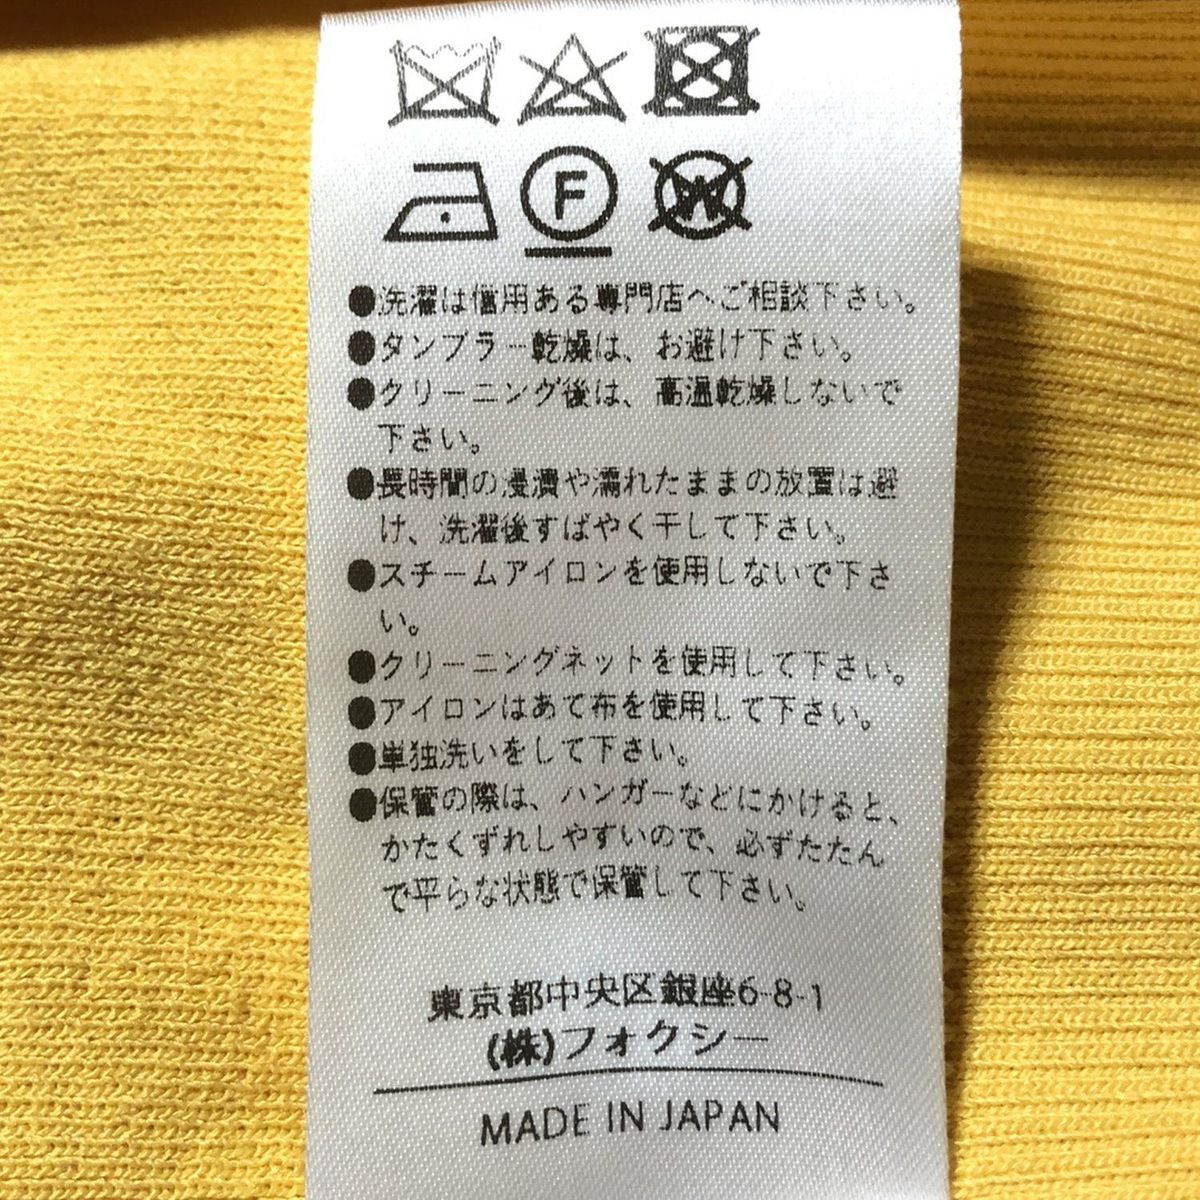 F
W
●洗濯は信用ある専門店へご相談下さい。
●タンブラー乾燥は、お避け下さい。
●クリーニング後は、高温乾燥しないで
下さい。
●長時間の浸漬や濡れたままの放置は避
け、洗濯後すばやく干して下さい。
●スチームアイロンを使用しないで下さ
い。
●クリーニングネットを使用して下さい。
●アイロンはあて布を使用して下さい。
●単独洗いをして下さい。
●保管の際は、ハンガーなどにかけると、
かたくずれしやすいので、必ずたたん
で平らな状態で保管して下さい。
東京都中央区銀座6-8-1
(株)フォクシー
MADE IN JAPAN